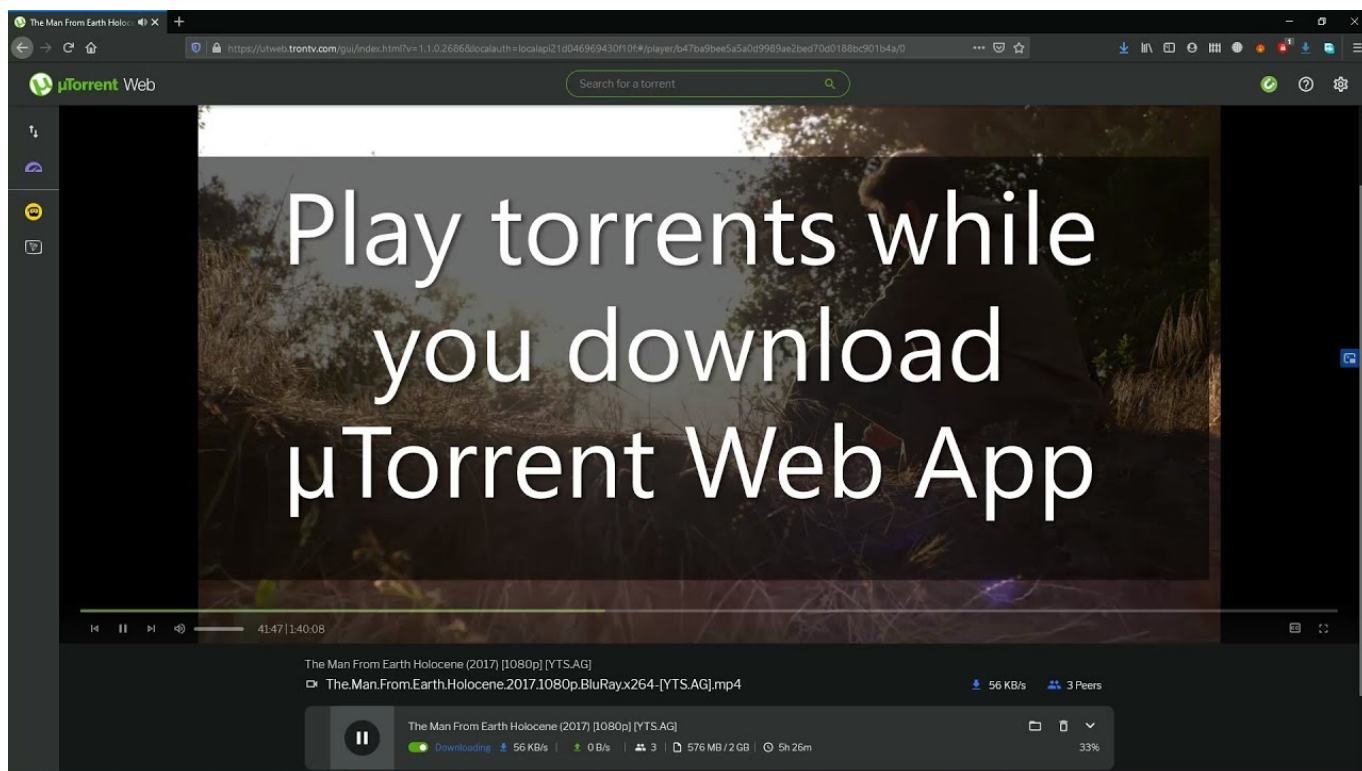 The Man From Earth Holoc
https://utweb.trontv.com/gui/index.html?v=1.1.0.2686&localauth=localapi21d046969430f10f:#/player/b47ba9bee5a5a0d9989ae2bed70d0188bc901b4a/0
1
µTorrent Web
Search for a torrent
Play torrents while
you download
µTorrent Web App
41:47 | 1:40:08
The Man From Earth Holocene (2017) [1080p] [YTS.AG]
The.Man.From.Earth.Holocene.2017.1080p.BluRay.x264-[YTS.AG].mp4 56 KB/s 3 Peers
The Man From Earth Holocene (2017) [1080p] [YTS.AG]
Downloading 56 KB/s | 0 B/s | 3 | 576 MB / 2 GB | 5h 26m 33%